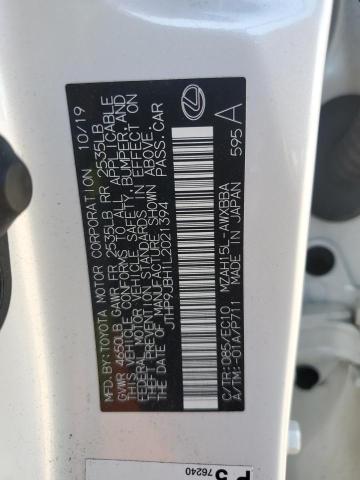 MFD.BY:TOYOTA MOTOR CORPORATION 10/19
GVWR 4650LB GAWR FR 2535LB RR 2535LB
THIS VEHICLE CONFORMS TO ALL APPLICABLE
FEDERAL MOTOR VEHICLE SAFETY, BUMPER, AND
THEFT PREVENTION STANDARDS IN EFFECT ON
THE DATE OF MANUFACTURE SHOWN ABOVE.
JTHP9JBH1L2021394 PASS.CAR
C/TR:085/EC10 MZAH15L-AWXBBA
A/TM:-01A/P711 MADE IN JAPAN
595 A
76240